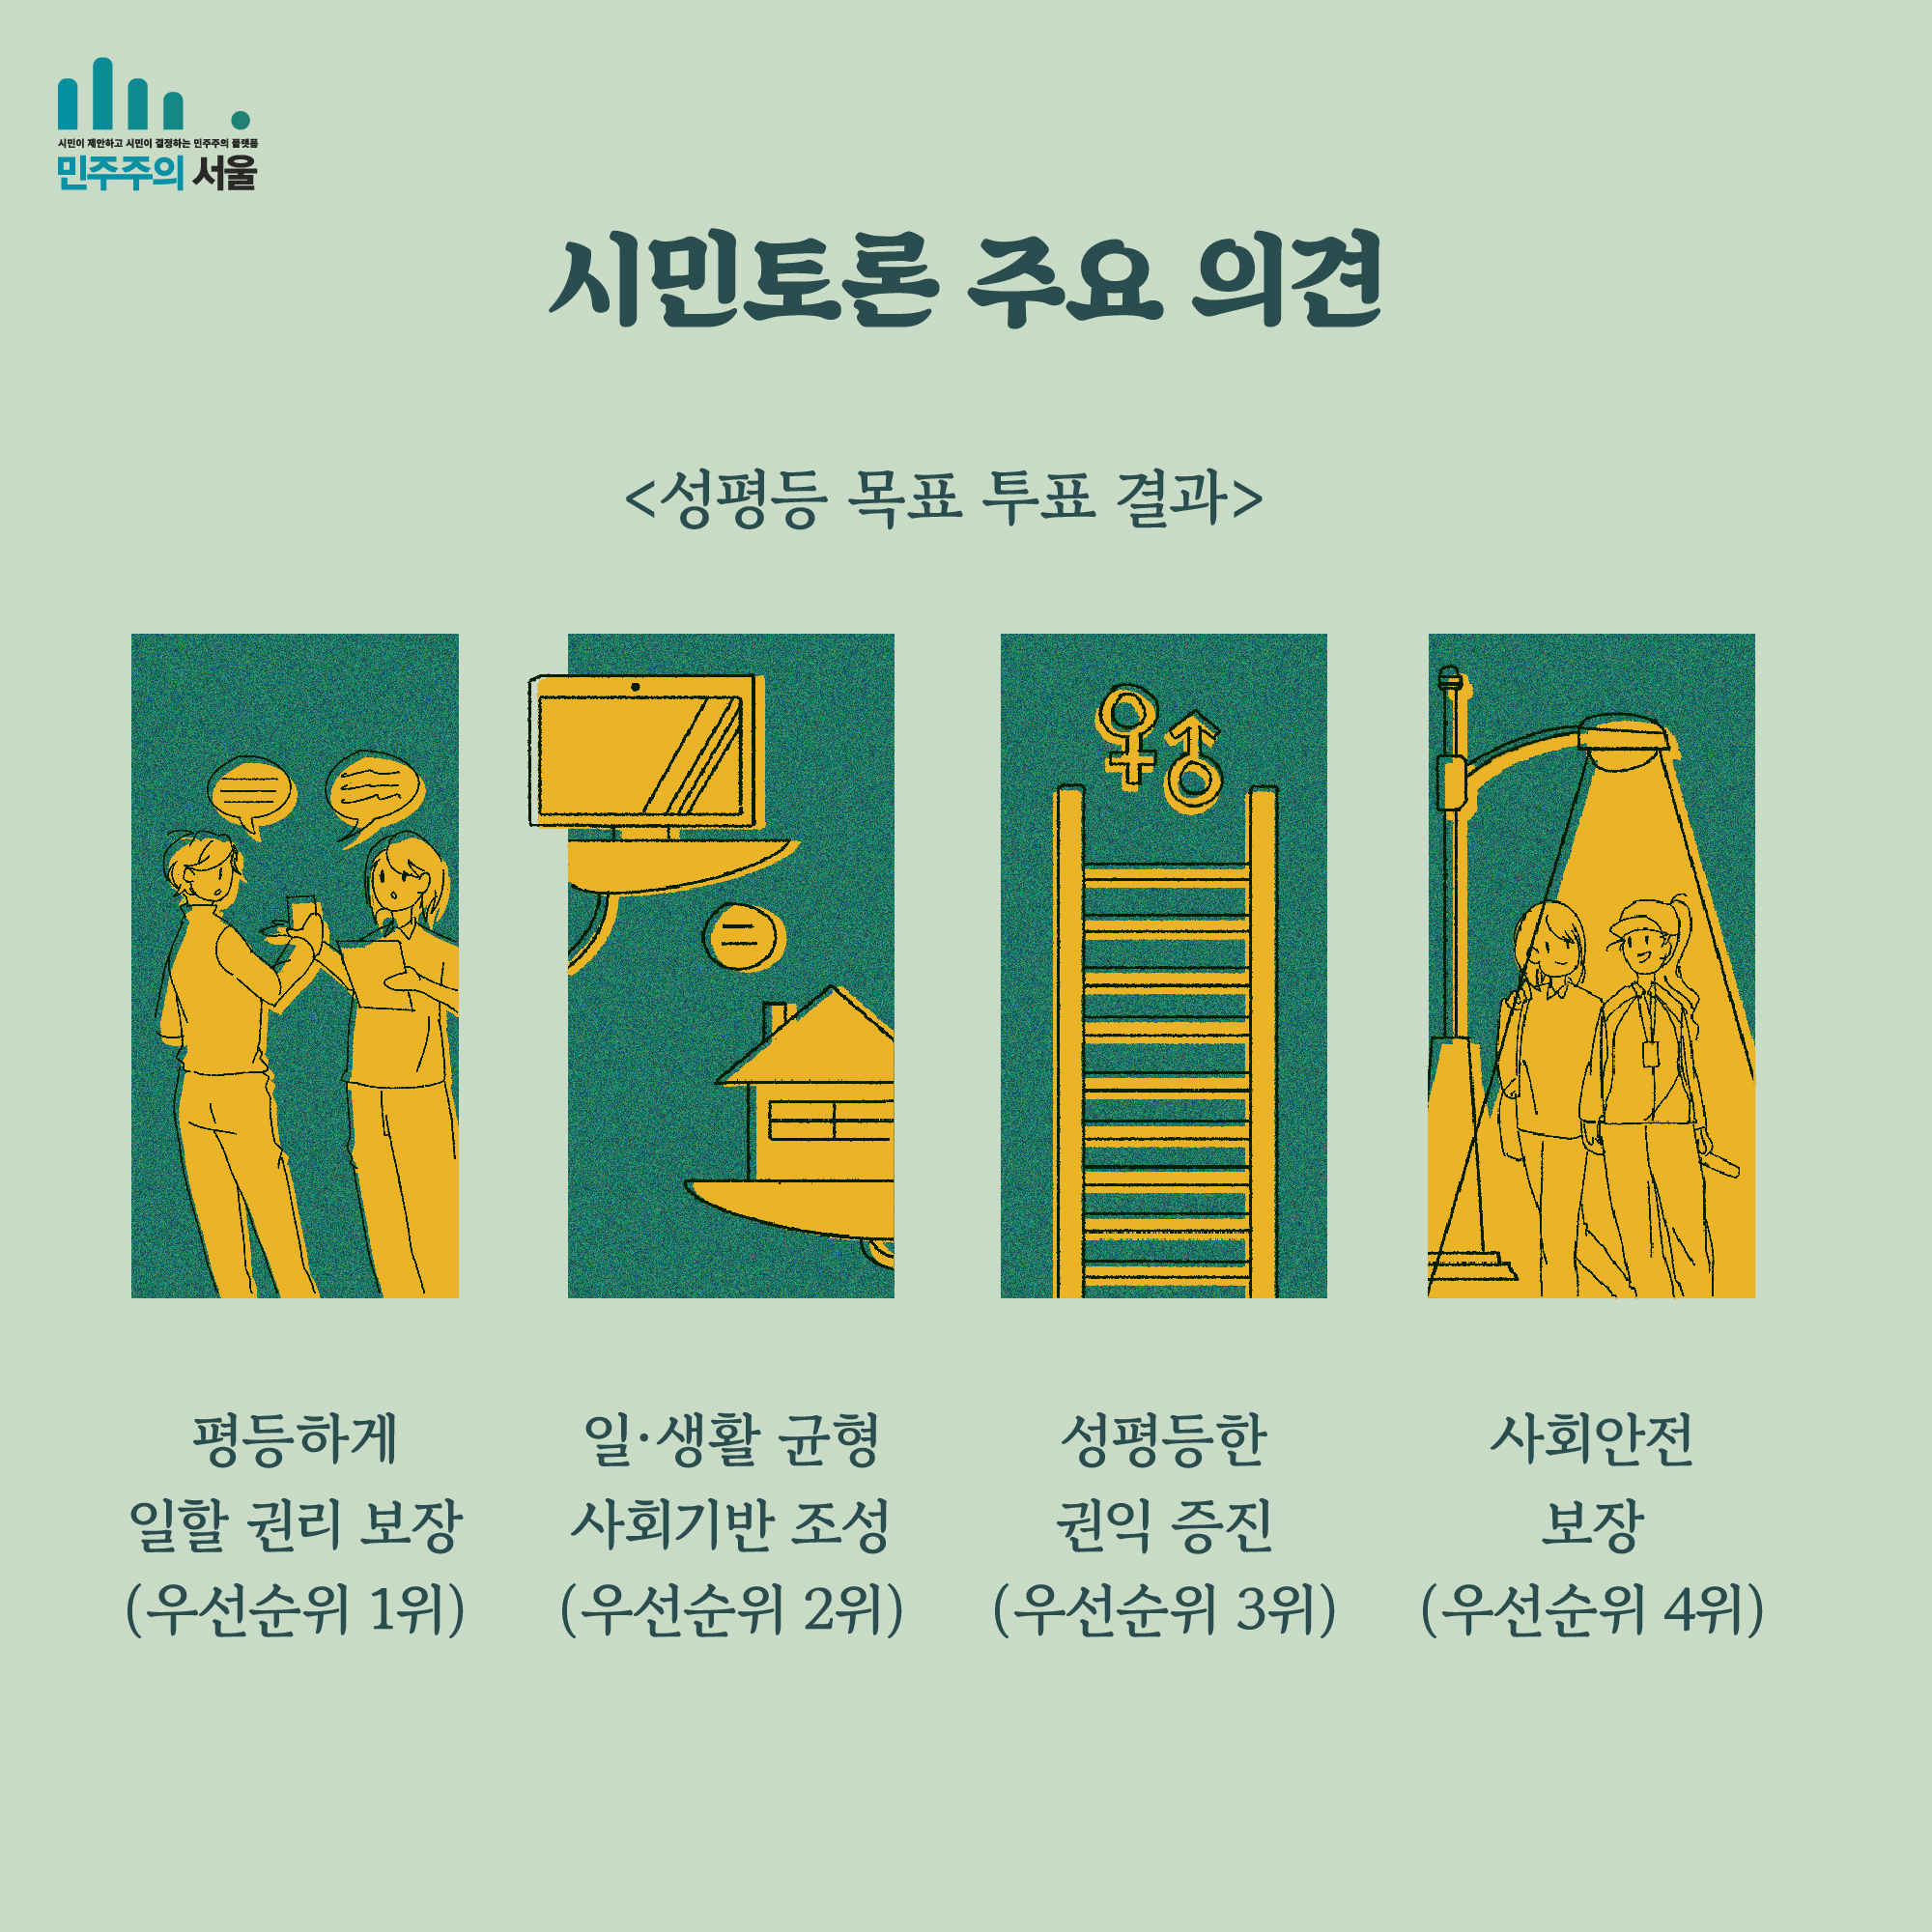 시민이 제안하고 시민이 결정하는 민주주의 플랫폼
민주주의 서울
시민토론 주요 의견
<성평등 목표 투표 결과>
평등하게
일할 권리 보장
(우선순위 1위)
일·생활 균형
사회기반 조성
(우선순위 2위)
성평등한
권익 증진
(우선순위 3위)
사회안전
보장
(우선순위 4위)